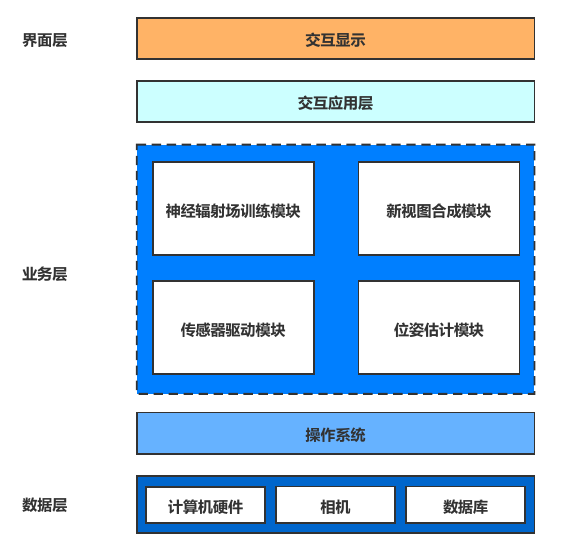 界面层
交互显示
交互应用层
业务层
神经辐射场训练模块
新视图合成模块
传感器驱动模块
位姿估计模块
操作系统
数据层
计算机硬件
相机
数据库